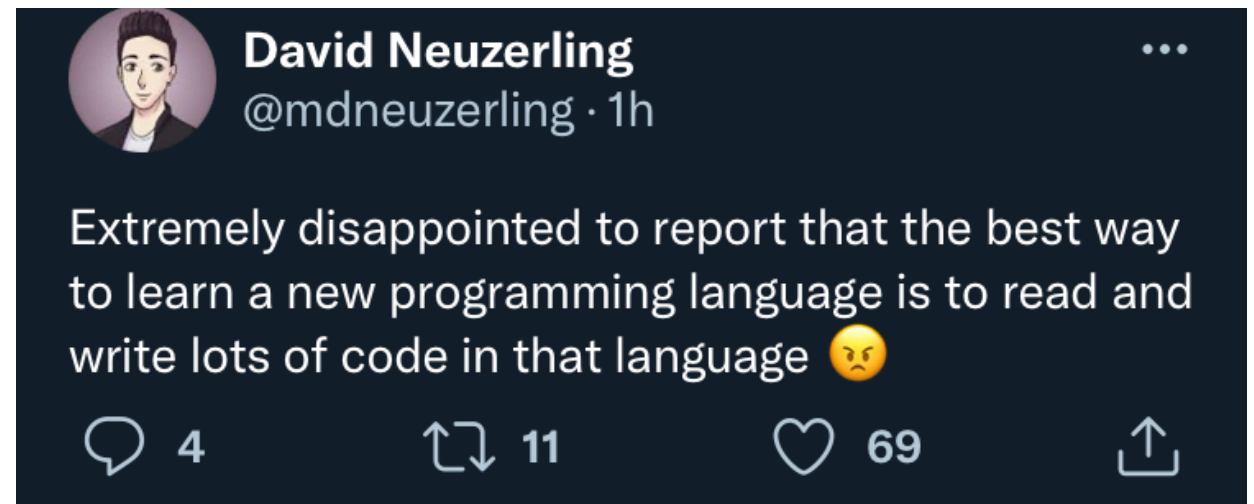 David Neuzerling
@mdneuzerling · 1h
Extremely disappointed to report that the best way
to learn a new programming language is to read and
write lots of code in that language 😠
4 11 69